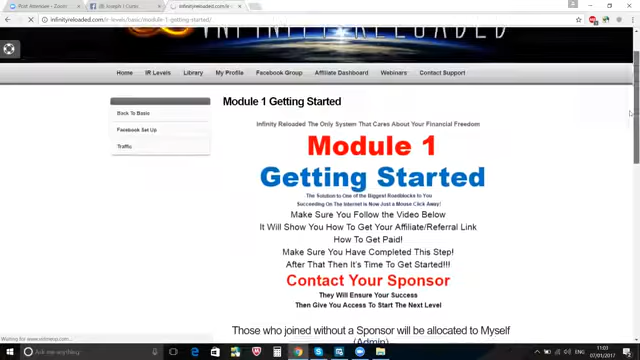 Post Attendee - Zoom
infinityreloaded.com/ir-levels/basic/module-1-getting-started/
INFINITY RELOADED
Home IR Levels Library My Profile Facebook Group Affiliate Dashboard Webinars Contact Support
Back To Basic
Facebook Set Up
Traffic
Module 1 Getting Started
Infinity Reloaded The Only System That Cares About Your Financial Freedom
Module 1
Getting Started
The Solution to One of the Biggest Roadblocks to You
Succeeding On The Internet is Now Just a Mouse Click Away!
Make Sure You Follow the Video Below
It Will Show You How To Get Your Affiliate/Referral Link
How To Get Paid!
Make Sure You Have Completed This Step!
After That Then It's Time To Get Started!!!
Contact Your Sponsor
They Will Ensure Your Success
Then Give You Access To Start The Next Level
Those who joined without a Sponsor will be allocated to Myself
(Admin)
Ask me anything
ENG
11:03
07/01/2017